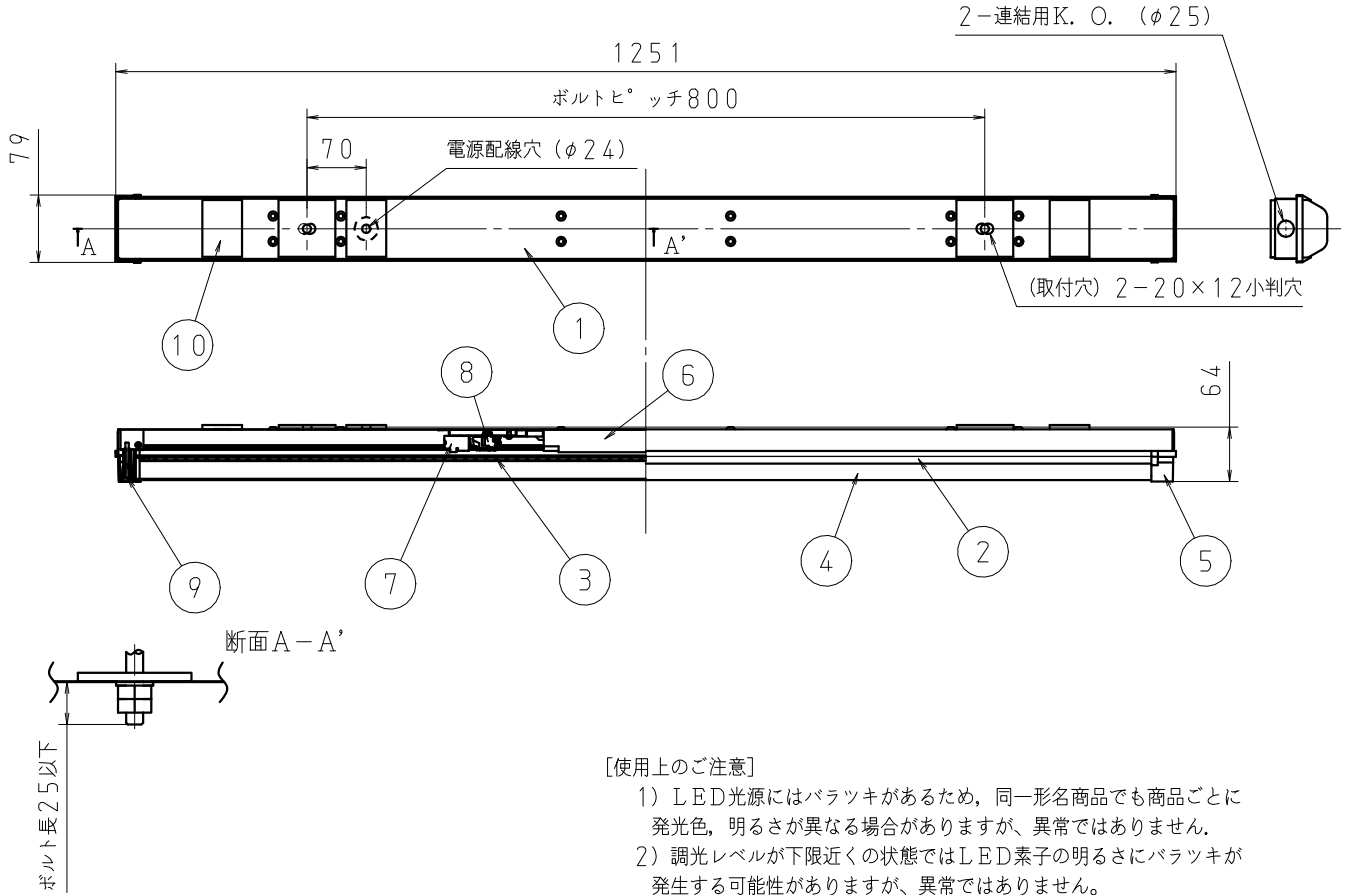 2-連結用K. O. (φ25)
1251
ボルトピッチ800
79
70
電源配線穴(φ24)
A
A'
(取付穴) 2-20×12小判穴
10
1
8
6
64
9
7
3
4
2
5
断面A-A'
ボルト長25以下
[使用上のご注意]
1) LED光源にはバラツキがあるため, 同一形名商品でも商品ごとに
発光色, 明るさが異なる場合がありますが、異常ではありません.
2) 調光レベルが下限近くの状態ではLED素子の明るさにバラツキが
発生する可能性がありますが、異常ではありません。